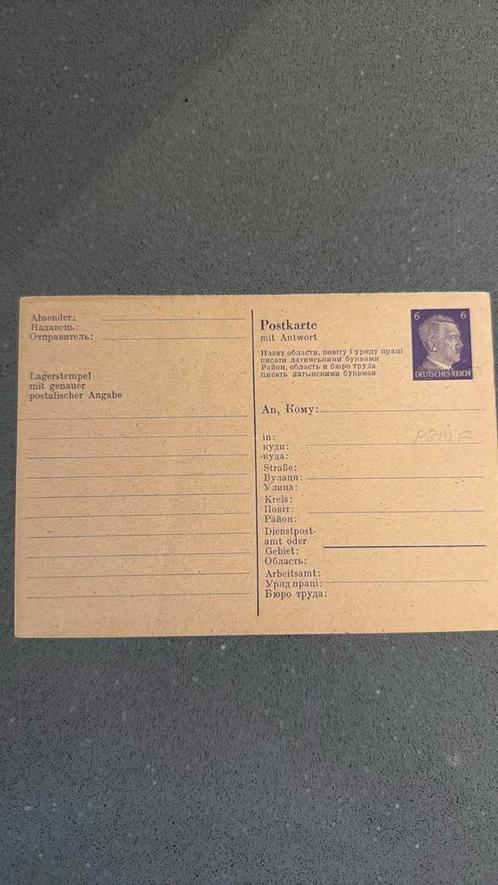 Absender:
Надавець:
Отправитель:
Lagerstempel
mit genauer
postalischer Angabe
Postkarte
mit Antwort
Назву области, повіту і уряду праці
писати латинськими буквами
Район, область и бюро труда
писать латынскими буквами
6 6
DEUTSCHES REICH
An, Кому:
in:
куди:
куда:
Straße:
Вулаця:
Улица:
Kreis:
Повіт:
Район:
Dienstpost-
amt oder
Gebiet:
Область:
Arbeitsamt:
Уряд праці:
Бюро труда: